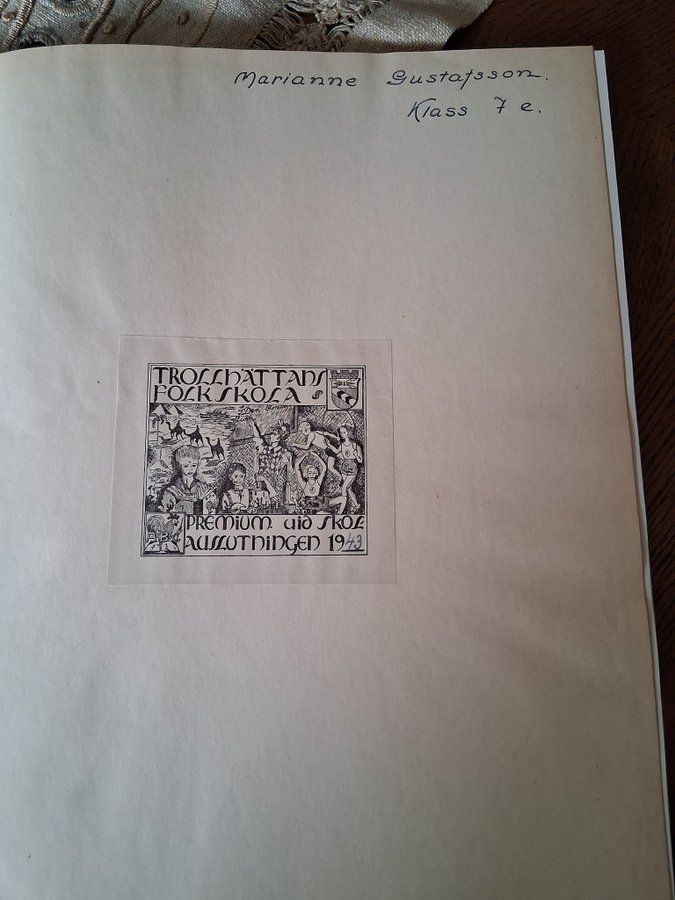 Marianne Gustafsson.
Klass 7 e.
TROLLHÄTTANS
FOLKSKOLA
PREMIUM vid SKOL-
AVSLUTNINGEN 1943